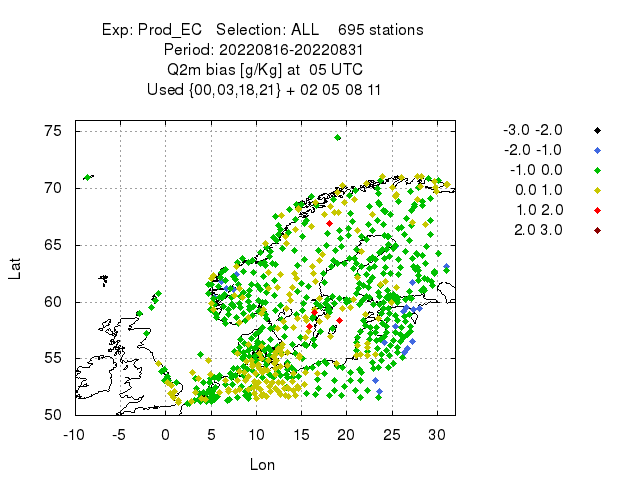 Exp: Prod_EC   Selection: ALL    695 stations
Period: 20220816-20220831
Q2m bias [g/Kg] at  05 UTC
Used {00,03,18,21} + 02 05 08 11
-3.0 -2.0
-2.0 -1.0
-1.0 0.0
0.0 1.0
1.0 2.0
2.0 3.0
75
70
65
60
55
50
Lat
-10 -5 0 5 10 15 20 25 30
Lon